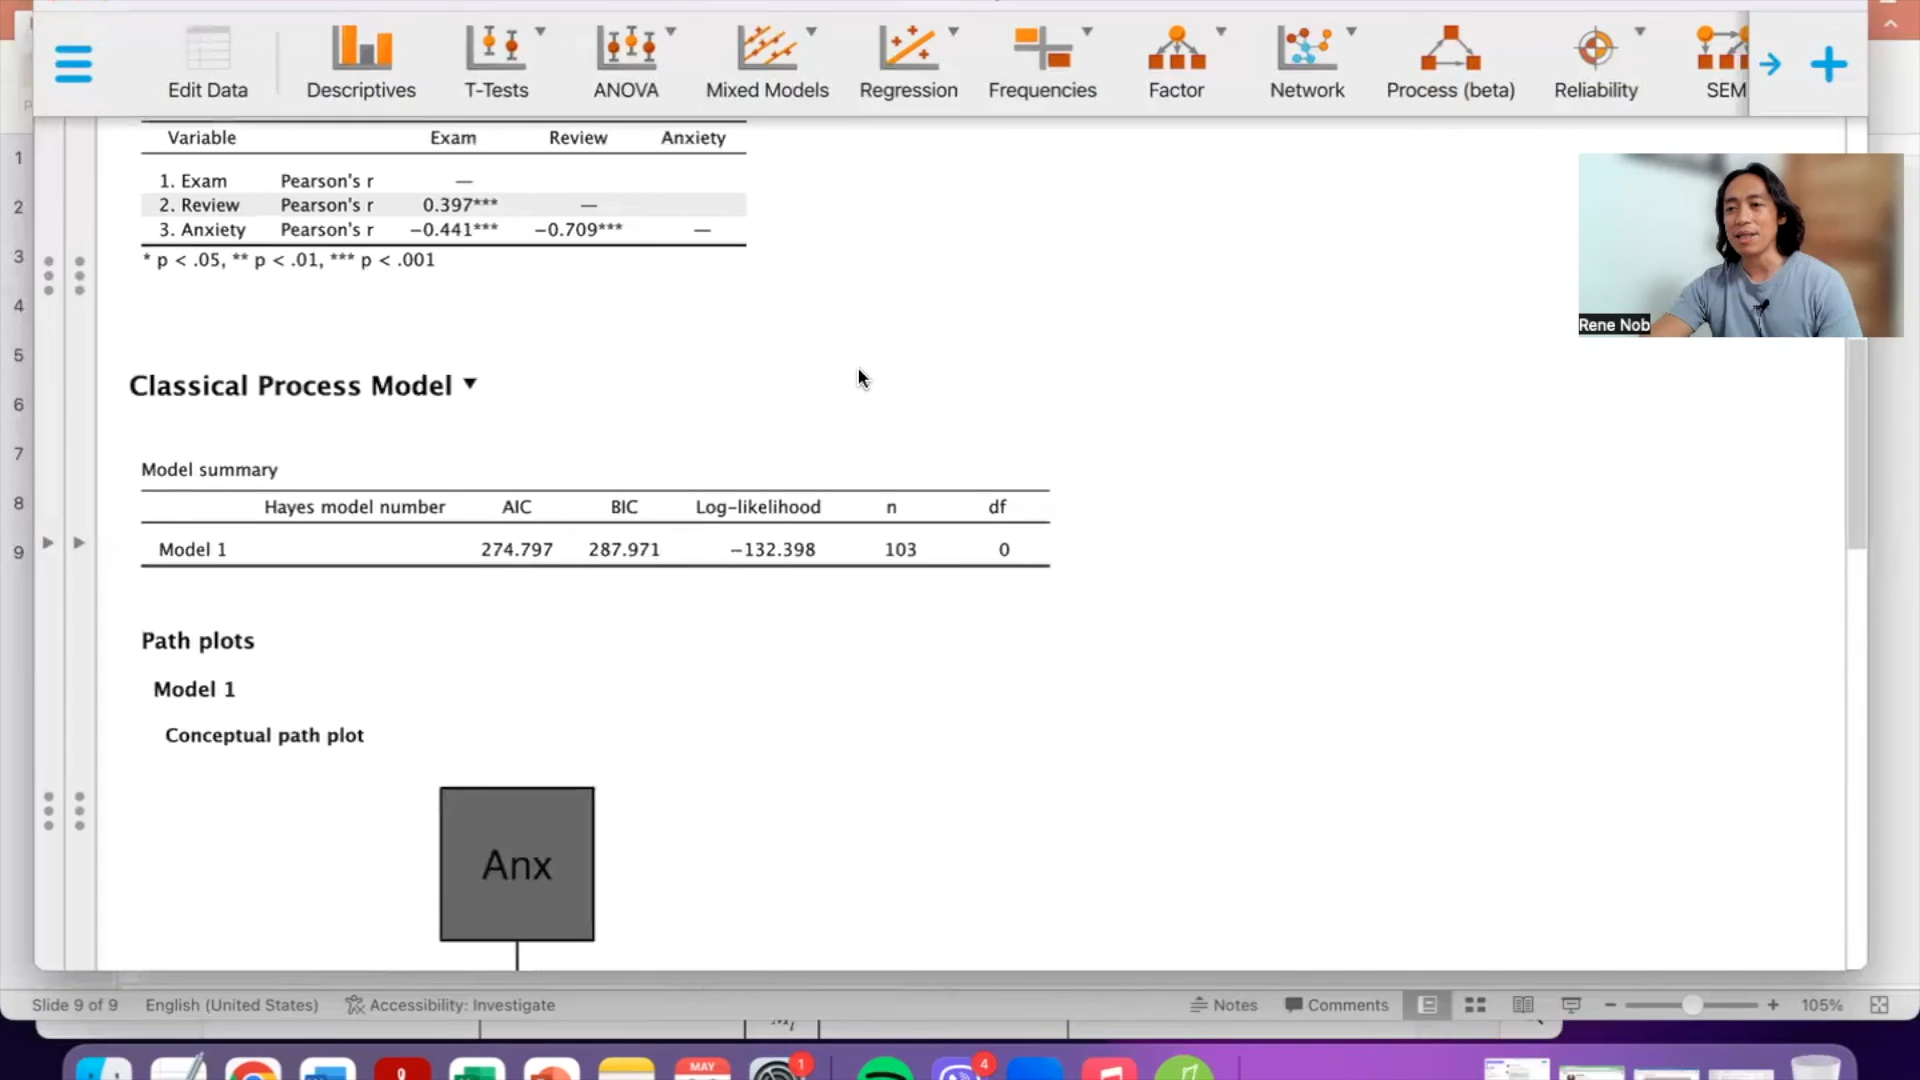 Edit Data
Descriptives
T-Tests
ANOVA
Mixed Models
Regression
Frequencies
Factor
Network
Process (beta)
Reliability
SEM
Variable Exam Review Anxiety
1. Exam Pearson's r —
2. Review Pearson's r 0.397*** —
3. Anxiety Pearson's r −0.441*** −0.709*** —
* p < .05, ** p < .01, *** p < .001
Rene Nob
1
2
3
4
5
6
7
8
9
Classical Process Model
Model summary
Hayes model number AIC BIC Log-likelihood n df
Model 1 274.797 287.971 −132.398 103 0
Path plots
Model 1
Conceptual path plot
Anx
Slide 9 of 9 English (United States) Accessibility: Investigate Notes Comments 105%
MAY
1
4